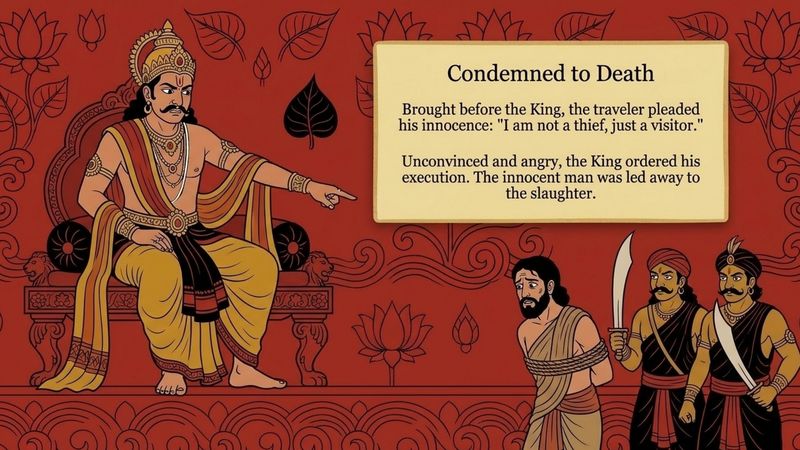 Condemned to Death
Brought before the King, the traveler pleaded
his innocence: "I am not a thief, just a visitor."
Unconvinced and angry, the King ordered his
execution. The innocent man was led away to
the slaughter.